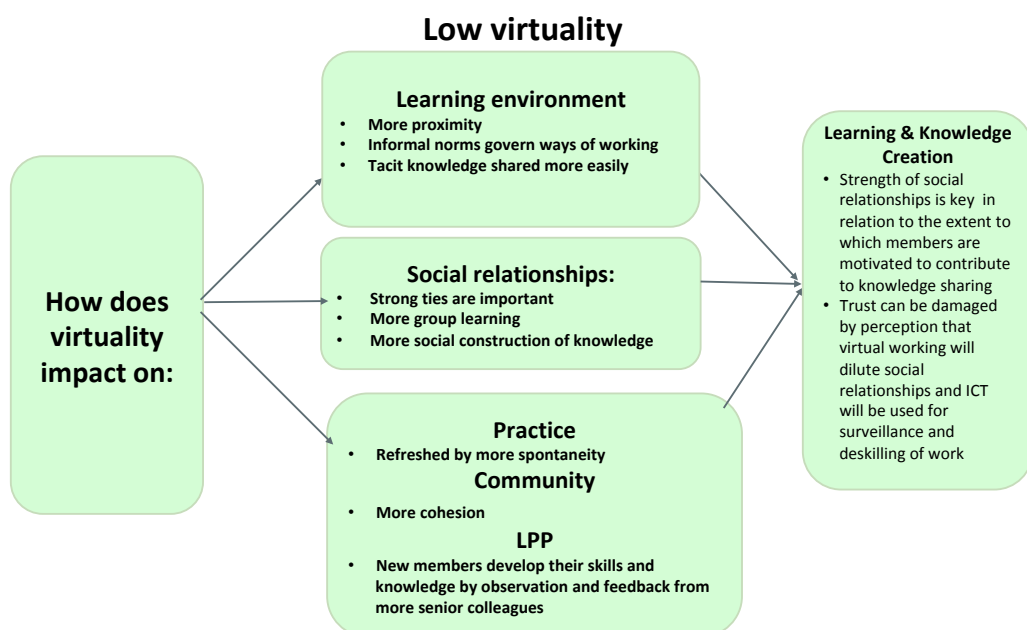 Low virtuality
How does
virtuality
impact on:
Learning environment
• More proximity
• Informal norms govern ways of working
• Tacit knowledge shared more easily
Social relationships:
• Strong ties are important
• More group learning
• More social construction of knowledge
Practice
• Refreshed by more spontaneity
Community
• More cohesion
LPP
• New members develop their skills and
knowledge by observation and feedback from
more senior colleagues
Learning & Knowledge
Creation
• Strength of social
relationships is key in
relation to the extent to
which members are
motivated to contribute
to knowledge sharing
• Trust can be damaged
by perception that
virtual working will
dilute social
relationships and ICT
will be used for
surveillance and
deskilling of work